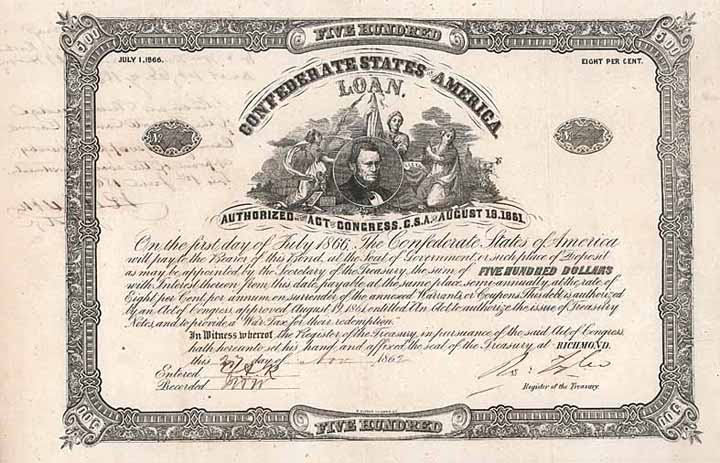 FIVE HUNDRED
500 500
JULY 1, 1866. EIGHT PER CENT.
CONFEDERATE STATES OF AMERICA
LOAN.
AUTHORIZED BY ACT OF CONGRESS, C.S.A. OF AUGUST 19, 1861.
On the first day of July 1866, The Confederate States of America
will pay to the Bearer of this Bond, at the Seat of Government, or such place of Deposit
as may be appointed by the Secretary of the Treasury, the sum of FIVE HUNDRED DOLLARS
with Interest thereon from this date, payable at the same place, semi-annually, at the rate of
Eight per Cent per annum, on surrender of the annexed Warrants, or Coupons. This debt is authorized
by an Act of Congress, approved August 19, 1861, entitled An Act to authorize the issue of Treasury
Notes, and to provide a War Tax for their redemption.
In Witness whereof, the Register of the Treasury, in pursuance of the said Act of Congress,
hath hereunto set his hand, and affixed the seal of the Treasury, at RICHMOND,
this day of Nov 1862
Entered
Recorded Ro: Tyler
Register of the Treasury.
500 500
FIVE HUNDRED